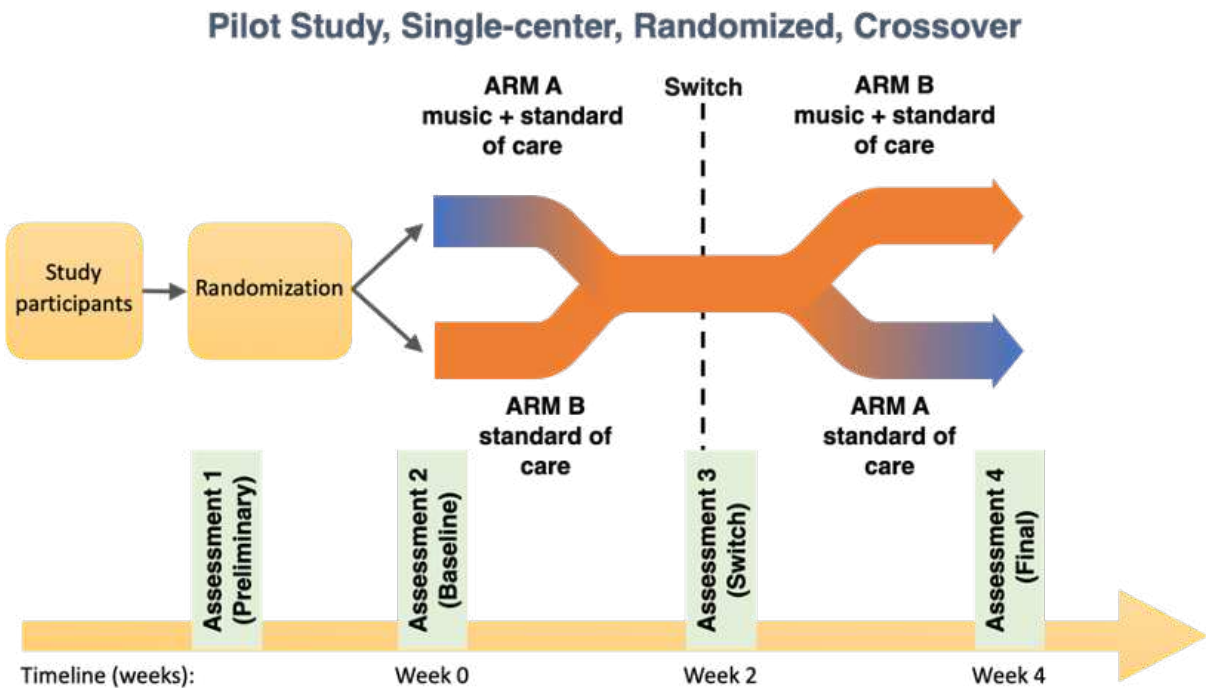 Pilot Study, Single-center, Randomized, Crossover
ARM A
music + standard
of care
Switch
ARM B
music + standard
of care
Study
participants
Randomization
ARM B
standard of
care
ARM A
standard of
care
Assessment 1
(Preliminary)
Assessment 2
(Baseline)
Assessment 3
(Switch)
Assessment 4
(Final)
Timeline (weeks):
Week 0
Week 2
Week 4